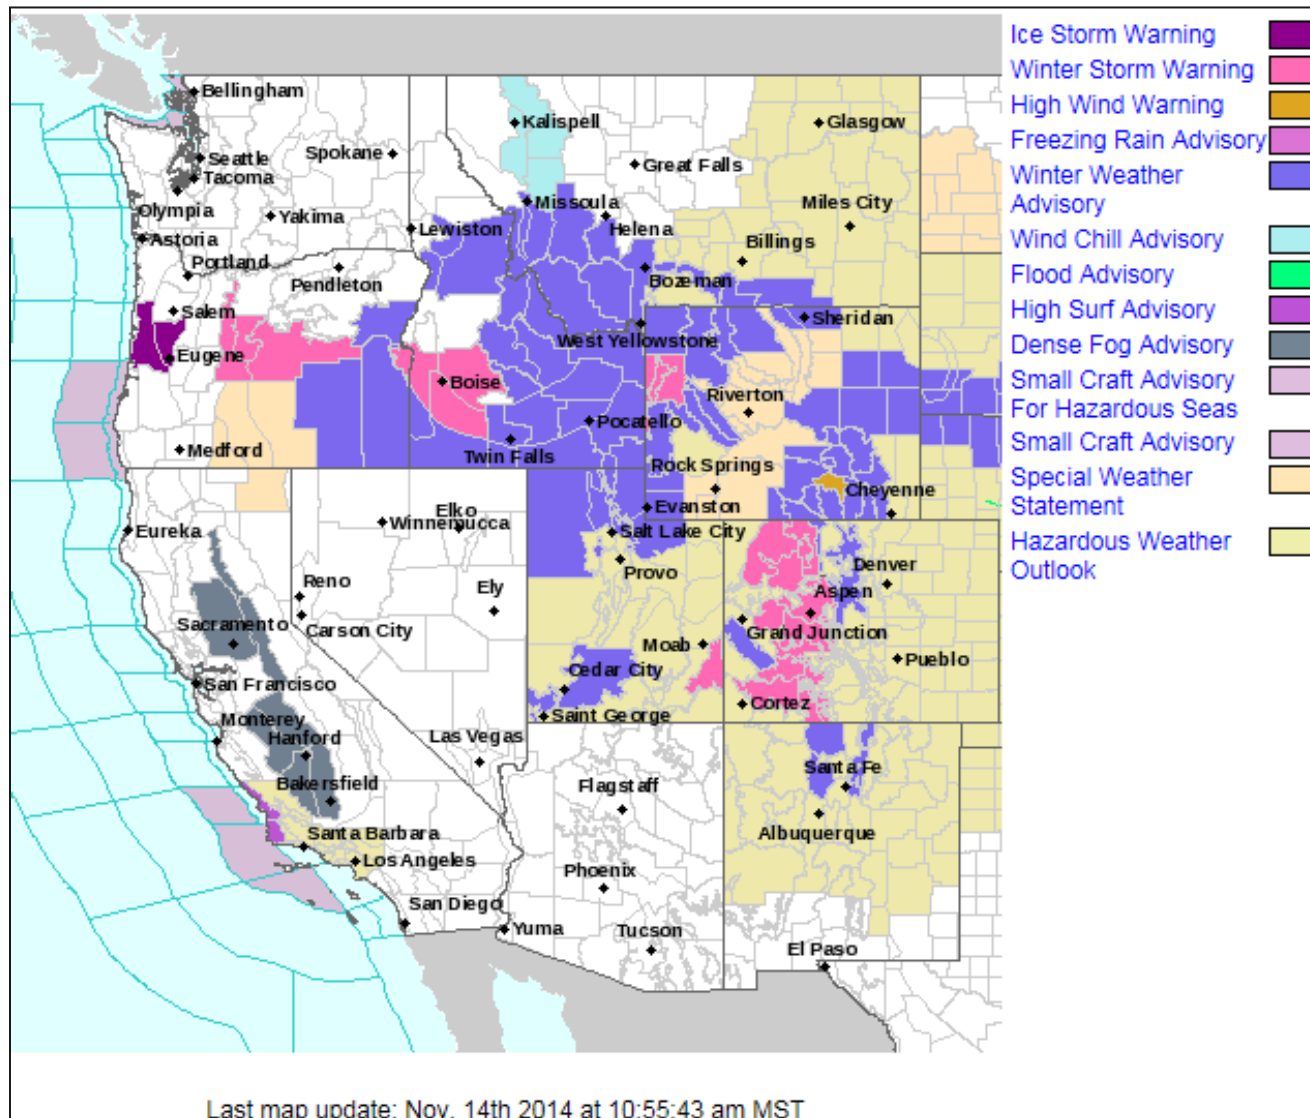 Bellingham
Seattle
Tacoma
Olympia
Spokane
Yakima
Astoria
Portland
Pendleton
Lewiston
Salem
Eugene
Medford
Kalispell
Great Falls
Glasgow
Missoula
Helena
Miles City
Billings
Bozeman
West Yellowstone
Sheridan
Boise
Pocatello
Twin Falls
Riverton
Rock Springs
Evanston
Cheyenne
Eureka
Winnemucca
Elko
Reno
Carson City
Ely
Salt Lake City
Provo
Denver
Aspen
Grand Junction
Moab
Pueblo
Cedar City
Cortez
Saint George
Sacramento
San Francisco
Monterey
Hanford
Bakersfield
Las Vegas
Santa Barbara
Los Angeles
San Diego
Flagstaff
Phoenix
Yuma
Tucson
Santa Fe
Albuquerque
El Paso
Ice Storm Warning
Winter Storm Warning
High Wind Warning
Freezing Rain Advisory
Winter Weather
Advisory
Wind Chill Advisory
Flood Advisory
High Surf Advisory
Dense Fog Advisory
Small Craft Advisory
For Hazardous Seas
Small Craft Advisory
Special Weather
Statement
Hazardous Weather
Outlook
Last map update: Nov. 14th 2014 at 10:55:43 am MST